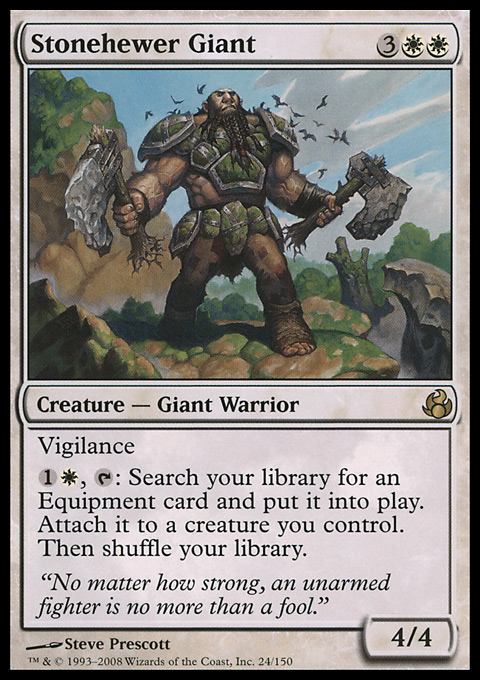 Stonehewer Giant 3
Creature — Giant Warrior
Vigilance
1, : Search your library for an
Equipment card and put it into play.
Attach it to a creature you control.
Then shuffle your library.
“No matter how strong, an unarmed
fighter is no more than a fool.”
Steve Prescott
4/4
™ & © 1993–2008 Wizards of the Coast, Inc. 24/150